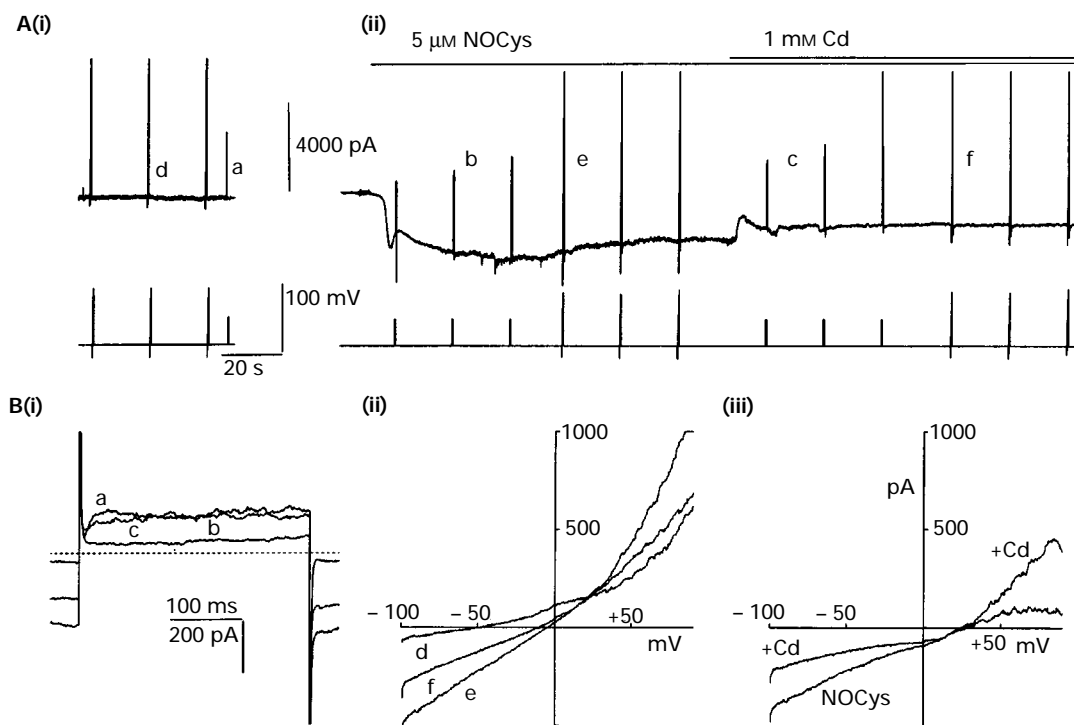 A(i)
(ii)
5 μM NOCys
1 mM Cd
4000 pA
d
a
b
e
c
f
100 mV
20 s
B(i)
(ii)
(iii)
a
c
b
100 ms
200 pA
1000
500
– 100
– 50
+50
mV
d
f
e
1000
pA
500
+Cd
– 100
–50
+50
mV
+Cd
NOCys